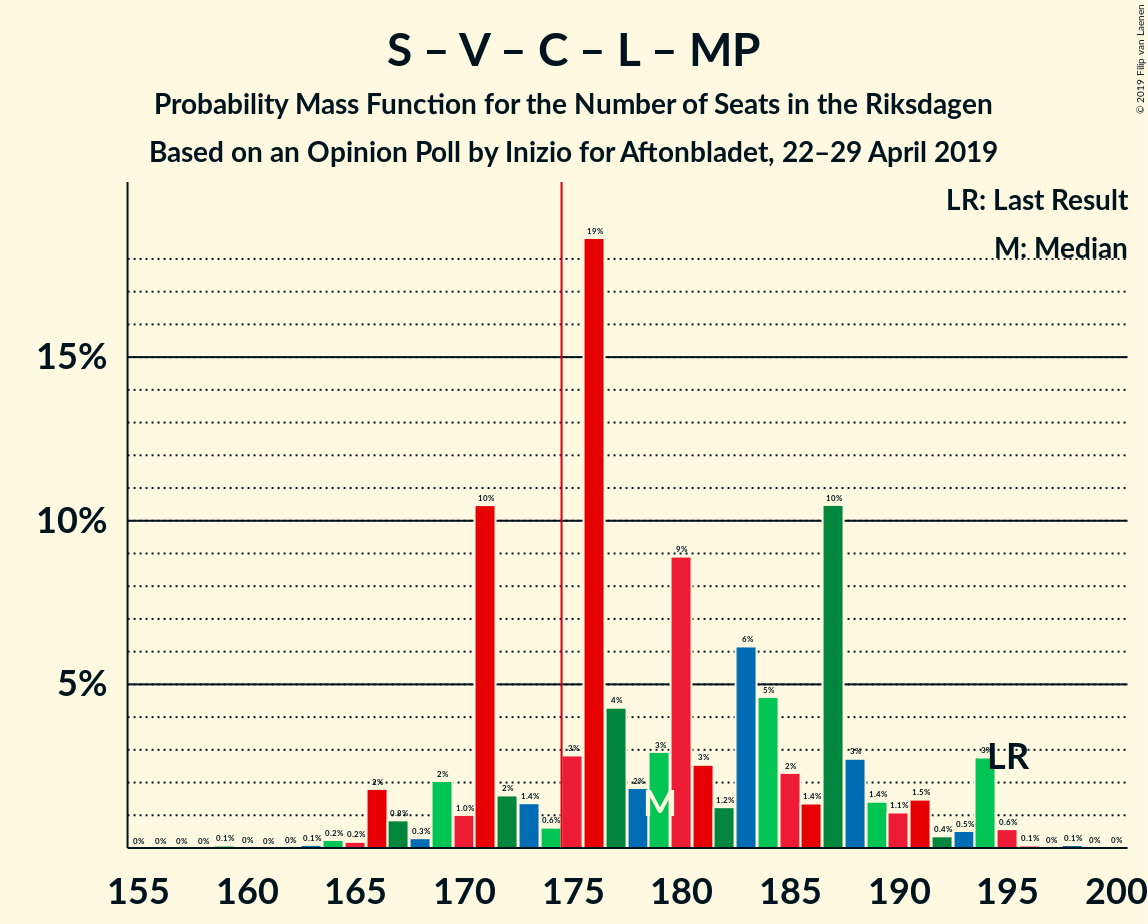 S – V – C – L – MP
Probability Mass Function for the Number of Seats in the Riksdagen
Based on an Opinion Poll by Inizio for Aftonbladet, 22–29 April 2019
© 2019 Filip van Laenen
LR: Last Result
M: Median
15%
10%
5%
0% 0% 0% 0% 0.1% 0% 0% 0% 0.1% 0.2% 0.2% 2% 0.8% 0.3% 2% 1.0% 10% 2% 1.4% 0.6% 3% 19% 4% 2% 3% 9% 3% 1.2% 6% 5% 2% 1.4% 10% 3% 1.4% 1.1% 1.5% 0.4% 0.5% 3% 0.6% 0.1% 0% 0.1% 0% 0%
M
LR
155 160 165 170 175 180 185 190 195 200